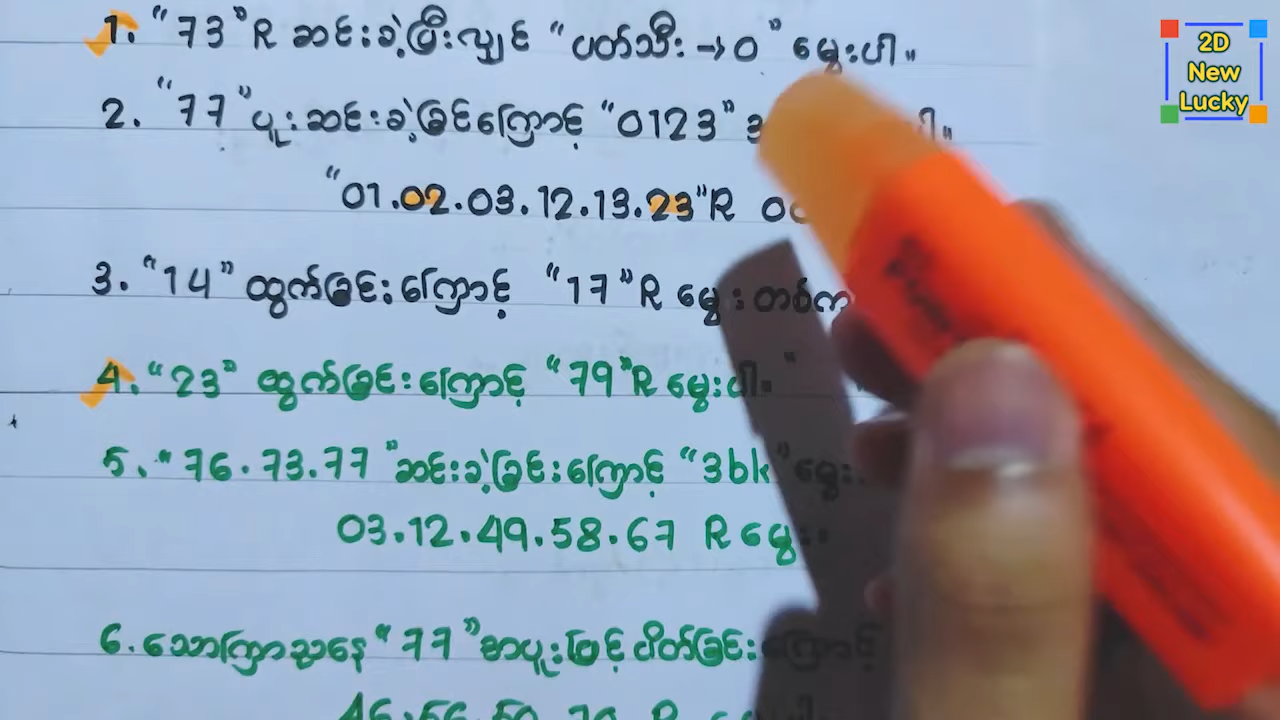 1. "73"R ဆင်းခဲ့ပြီးလျှင် "ပတ်သီး → ၀" မွေးပါ။
2. "77" ပူးဆင်းခဲ့ခြင်ကြောင့် "0123"
"01.02.03.12.13.23"R
3. "14" ထွက်ခြင်းကြောင့် "17"R မွေး
4. "23" ထွက်ခြင်းကြောင့် "79"R မွေးပါ။
5. "76.73.77" ဆင်းခဲ့ခြင်းကြောင့် "3bk" မွေး
03.12.49.58.67 R မွေး
6. သောကြာညနေ "77" အပူးဖြင့် ပိတ်ခြင်းကြောင့်
2D
New
Lucky